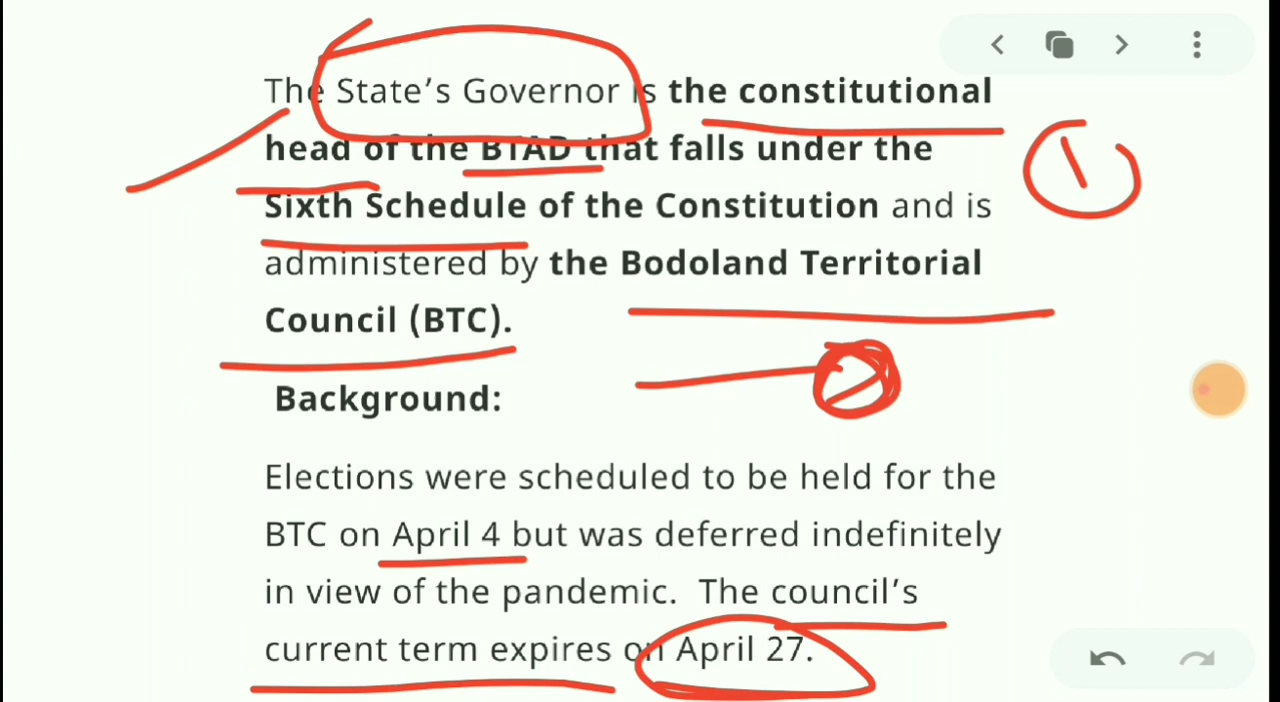 The State's Governor is the constitutional
head of the BTAD that falls under the
Sixth Schedule of the Constitution and is
administered by the Bodoland Territorial
Council (BTC).
Background:
Elections were scheduled to be held for the
BTC on April 4 but was deferred indefinitely
in view of the pandemic. The council's
current term expires on April 27.